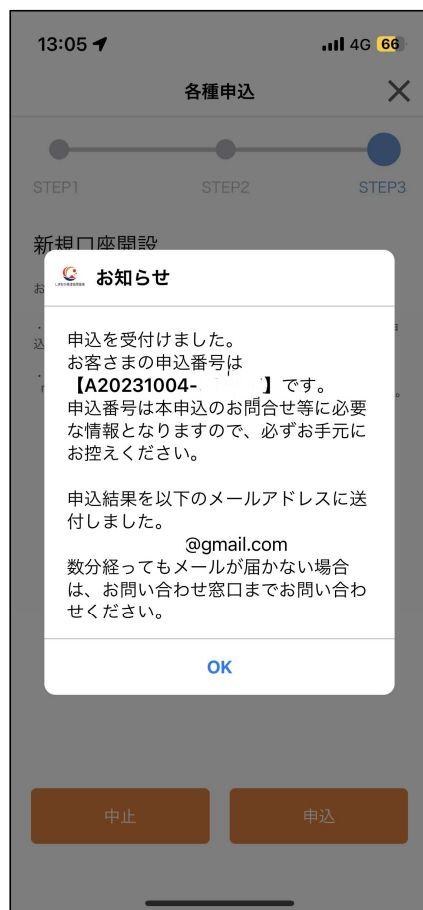 13:05
4G 66
各種申込
STEP1 STEP2 STEP3
新規口座開設
お知らせ
申込を受付けました。
お客さまの申込番号は
【A20231004- 】です。
申込番号は本申込のお問合せ等に必要
な情報となりますので、必ずお手元に
お控えください。
申込結果を以下のメールアドレスに送
付しました。
@gmail.com
数分経ってもメールが届かない場合
は、お問い合わせ窓口までお問い合わ
せください。
OK
中止 申込